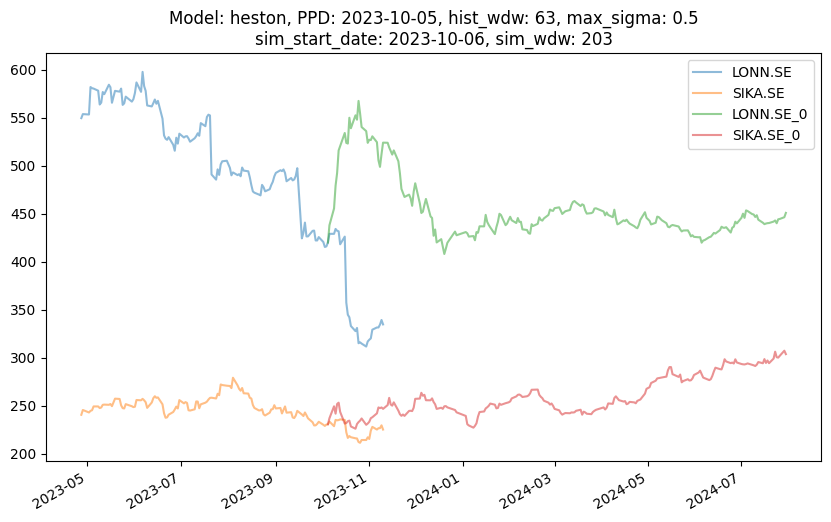 Model: heston, PPD: 2023-10-05, hist_wdw: 63, max_sigma: 0.5
sim_start_date: 2023-10-06, sim_wdw: 203
LONN.SE
SIKA.SE
LONN.SE_0
SIKA.SE_0
600
550
500
450
400
350
300
250
200
2023-05
2023-07
2023-09
2023-11
2024-01
2024-03
2024-05
2024-07